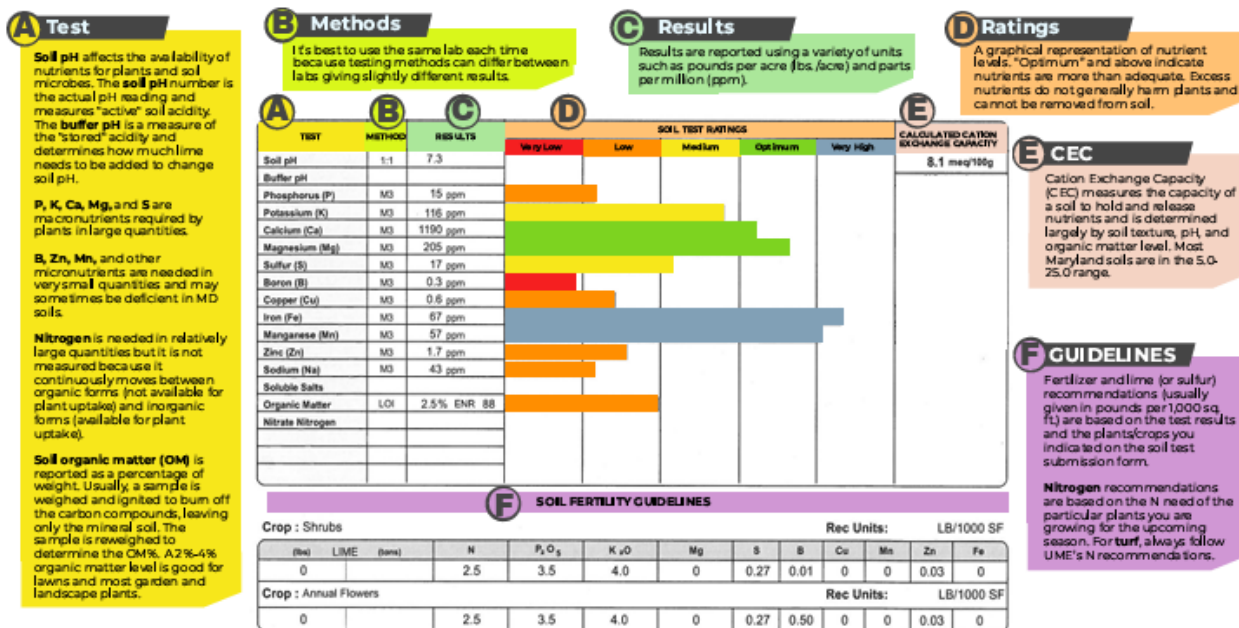 A Test
Soil pH affects the availability of
nutrients for plants and soil
microbes. The soil pH number is
the actual pH reading and
measures "active" soil acidity.
The buffer pH is a measure of
the "stored" acidity and
determines how much lime
needs to be added to change
soil pH.
P, K, Ca, Mg, and S are
macronutrients required by
plants in large quantities.
B, Zn, Mn, and other
micronutrients are needed in
very small quantities and may
sometimes be deficient in MD
soils.
Nitrogen is needed in relatively
large quantities but it is not
measured because it
continuously moves between
organic forms (not available for
plant uptake) and inorganic
forms (available for plant
uptake).
Soil organic matter (OM) is
reported as a percentage of
weight. Usually, a sample is
weighed and ignited to burn off
the carbon compounds, leaving
only the mineral soil. The
sample is reweighed to
determine the OM%. A 2%-4%
organic matter level is good for
lawns and most garden and
landscape plants.
B Methods
It's best to use the same lab each time
because testing methods can differ between
labs giving slightly different results.
C Results
Results are reported using a variety of units
such as pounds per acre (lbs./acre) and parts
per million (ppm).
D Ratings
A graphical representation of nutrient
levels. "Optimum" and above indicate
nutrients are more than adequate. Excess
nutrients do not generally harm plants and
cannot be removed from soil.
A B C D E
TEST METHOD RESULTS SOIL TEST RATINGS CALCULATED CATION
Very Low Low Medium Optimum Very High EXCHANGE CAPACITY
Soil pH 1:1 7.3 8.1 meq/100g
Buffer pH
Phosphorus (P) M3 15 ppm
Potassium (K) M3 116 ppm
Calcium (Ca) M3 1190 ppm
Magnesium (Mg) M3 205 ppm
Sulfur (S) M3 17 ppm
Boron (B) M3 0.3 ppm
Copper (Cu) M3 0.6 ppm
Iron (Fe) M3 67 ppm
Manganese (Mn) M3 57 ppm
Zinc (Zn) M3 1.7 ppm
Sodium (Na) M3 43 ppm
Soluble Salts
Organic Matter LOI 2.5% ENR 88
Nitrate Nitrogen
E CEC
Cation Exchange Capacity
(CEC) measures the capacity of
a soil to hold and release
nutrients and is determined
largely by soil texture, pH, and
organic matter level. Most
Maryland soils are in the 5.0-
25.0 range.
F SOIL FERTILITY GUIDELINES
Crop : Shrubs Rec Units: LB/1000 SF
(lbs) LIME (tons) N P₂O₅ K₂O Mg S B Cu Mn Zn Fe
0 2.5 3.5 4.0 0 0.27 0.01 0 0 0.03 0
Crop : Annual Flowers Rec Units: LB/1000 SF
0 2.5 3.5 4.0 0 0.27 0.50 0 0 0.03 0
F GUIDELINES
Fertilizer and lime (or sulfur)
recommendations (usually
given in pounds per 1,000 sq.
ft.) are based on the test results
and the plants/crops you
indicated on the soil test
submission form.
Nitrogen recommendations
are based on the N need of the
particular plants you are
growing for the upcoming
season. For turf, always follow
UME's N recommendations.